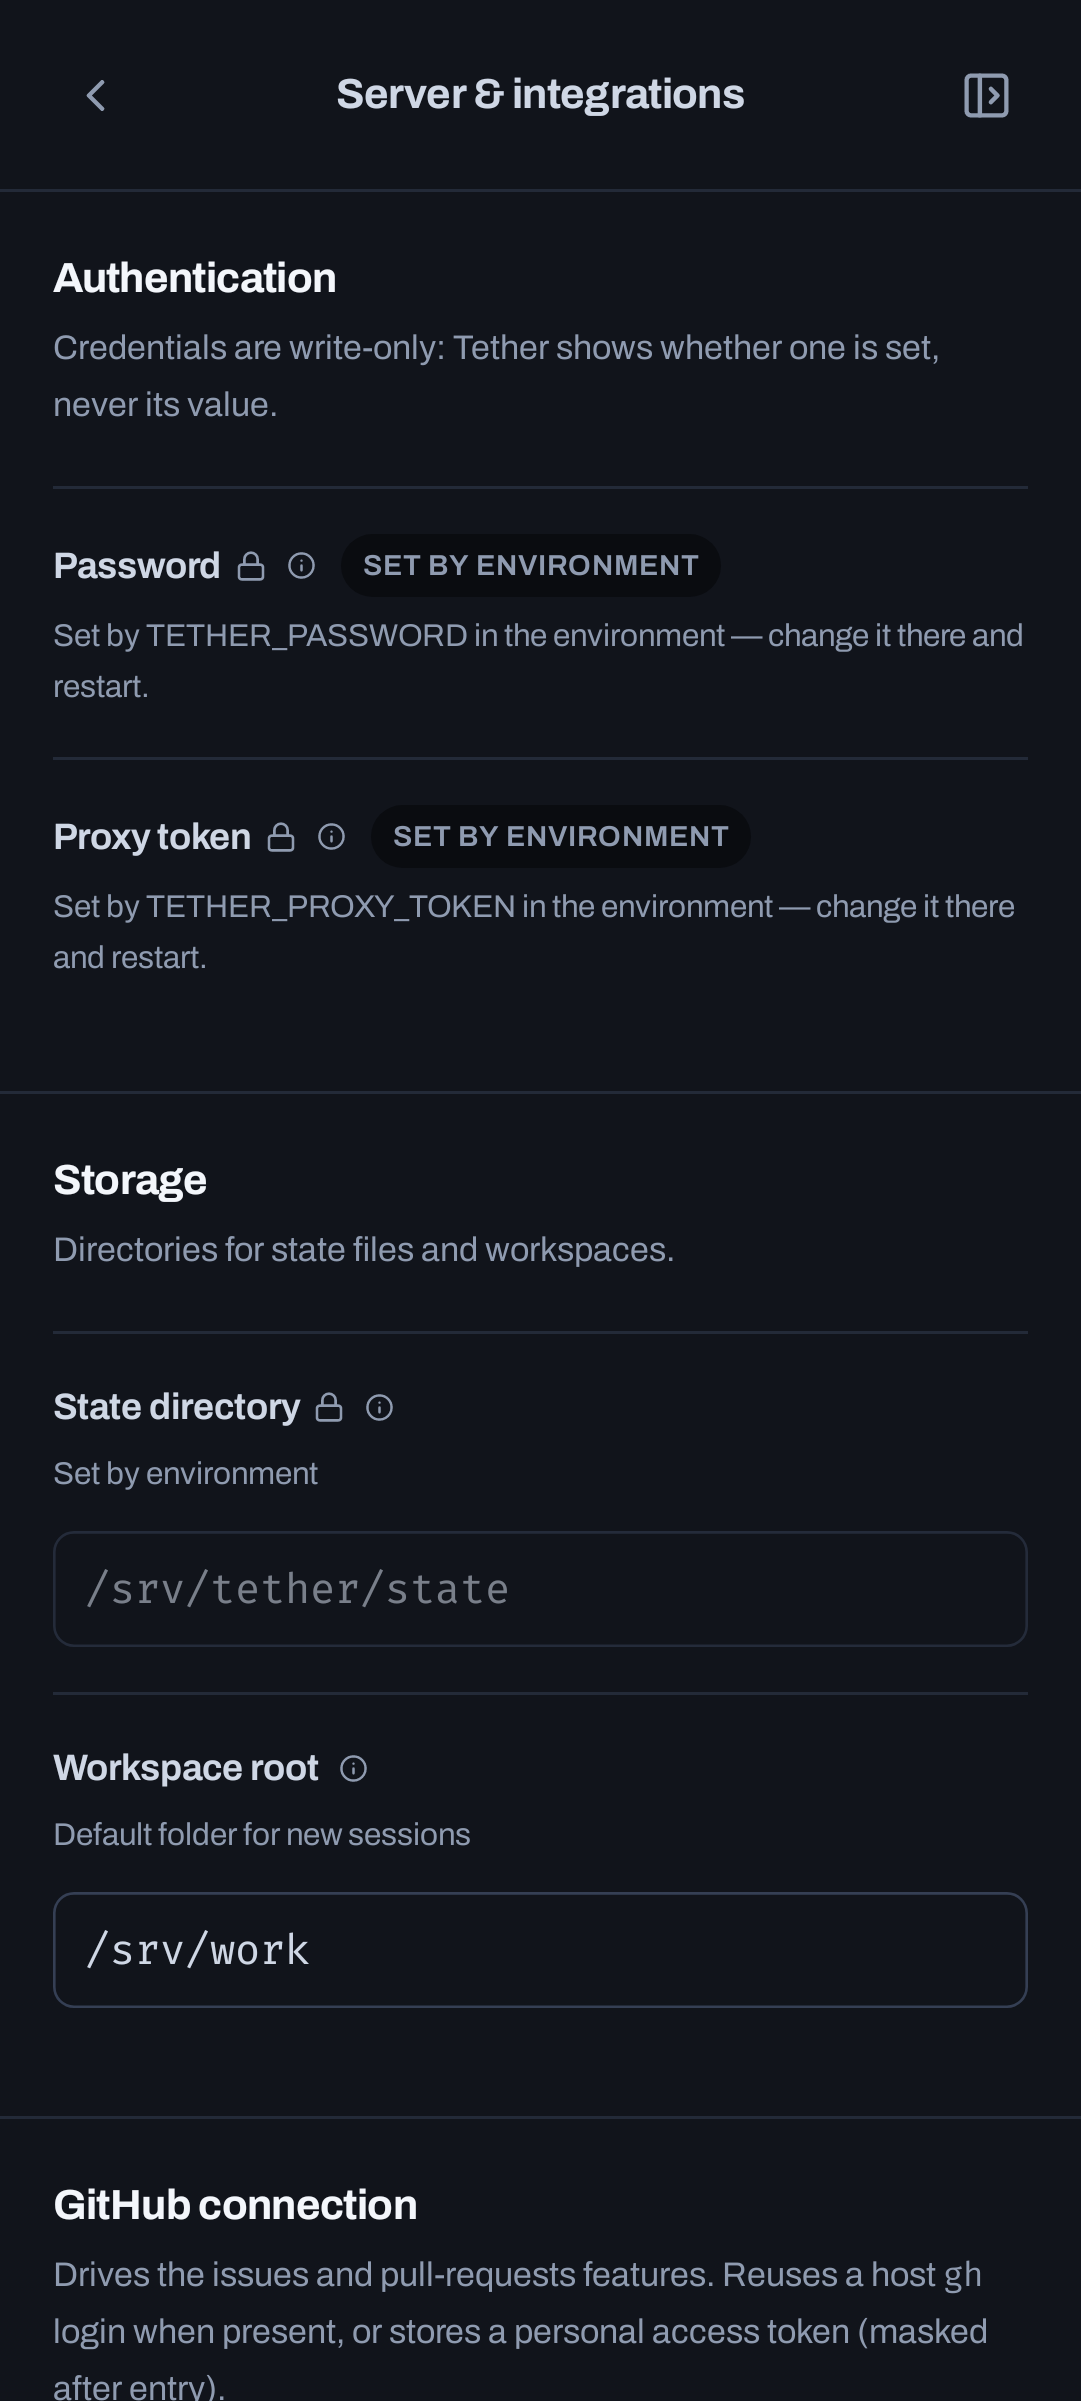 Server & integrations
Authentication
Credentials are write-only: Tether shows whether one is set,
never its value.
Password SET BY ENVIRONMENT
Set by TETHER_PASSWORD in the environment — change it there and
restart.
Proxy token SET BY ENVIRONMENT
Set by TETHER_PROXY_TOKEN in the environment — change it there
and restart.
Storage
Directories for state files and workspaces.
State directory
Set by environment
/srv/tether/state
Workspace root
Default folder for new sessions
/srv/work
GitHub connection
Drives the issues and pull-requests features. Reuses a host gh
login when present, or stores a personal access token (masked
after entry).